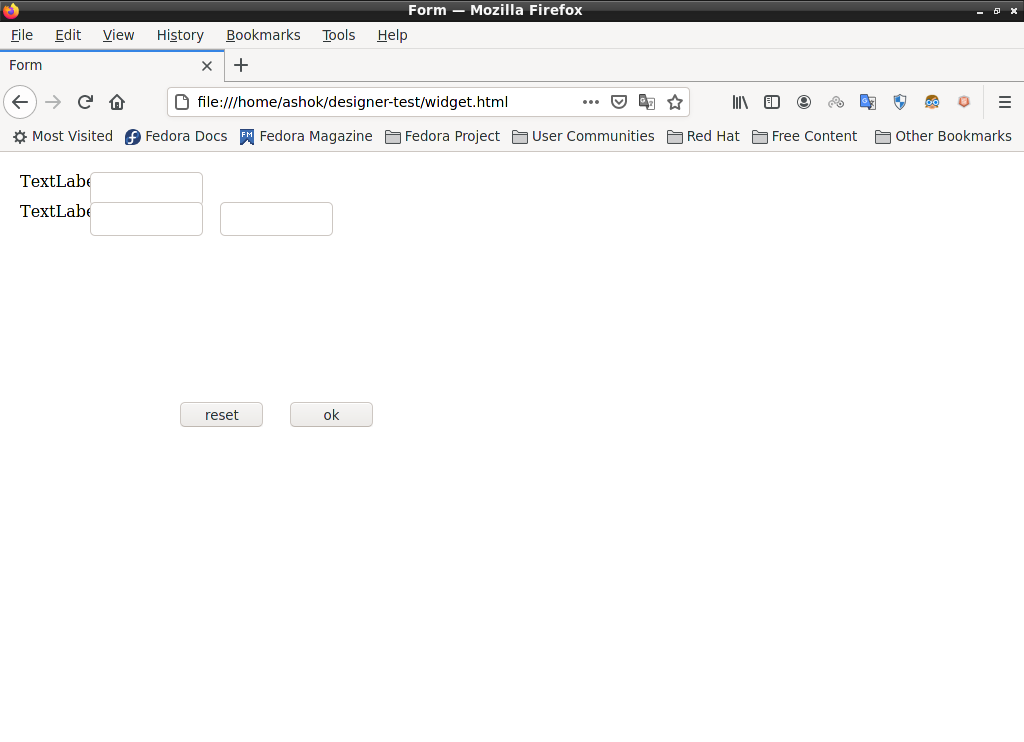 Form — Mozilla Firefox
File Edit View History Bookmarks Tools Help
Form
file:///home/ashok/designer-test/widget.html
Most Visited Fedora Docs FM Fedora Magazine Fedora Project User Communities Red Hat Free Content Other Bookmarks
TextLabe
TextLabe
reset ok